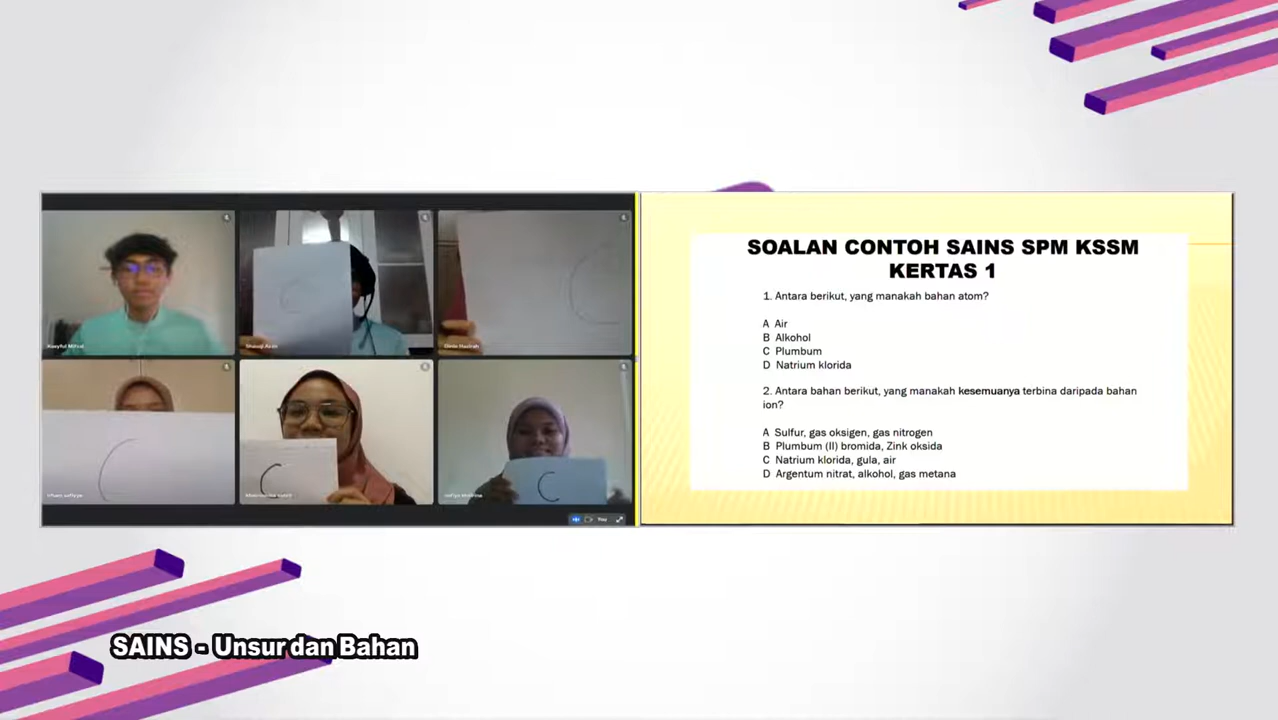 C
C
C
C
C
You
SOALAN CONTOH SAINS SPM KSSM
KERTAS 1
1. Antara berikut, yang manakah bahan atom?
A Air
B Alkohol
C Plumbum
D Natrium klorida
2. Antara bahan berikut, yang manakah kesemuanya terbina daripada bahan
ion?
A Sulfur, gas oksigen, gas nitrogen
B Plumbum (II) bromida, Zink oksida
C Natrium klorida, gula, air
D Argentum nitrat, alkohol, gas metana
SAINS - Unsur dan Bahan